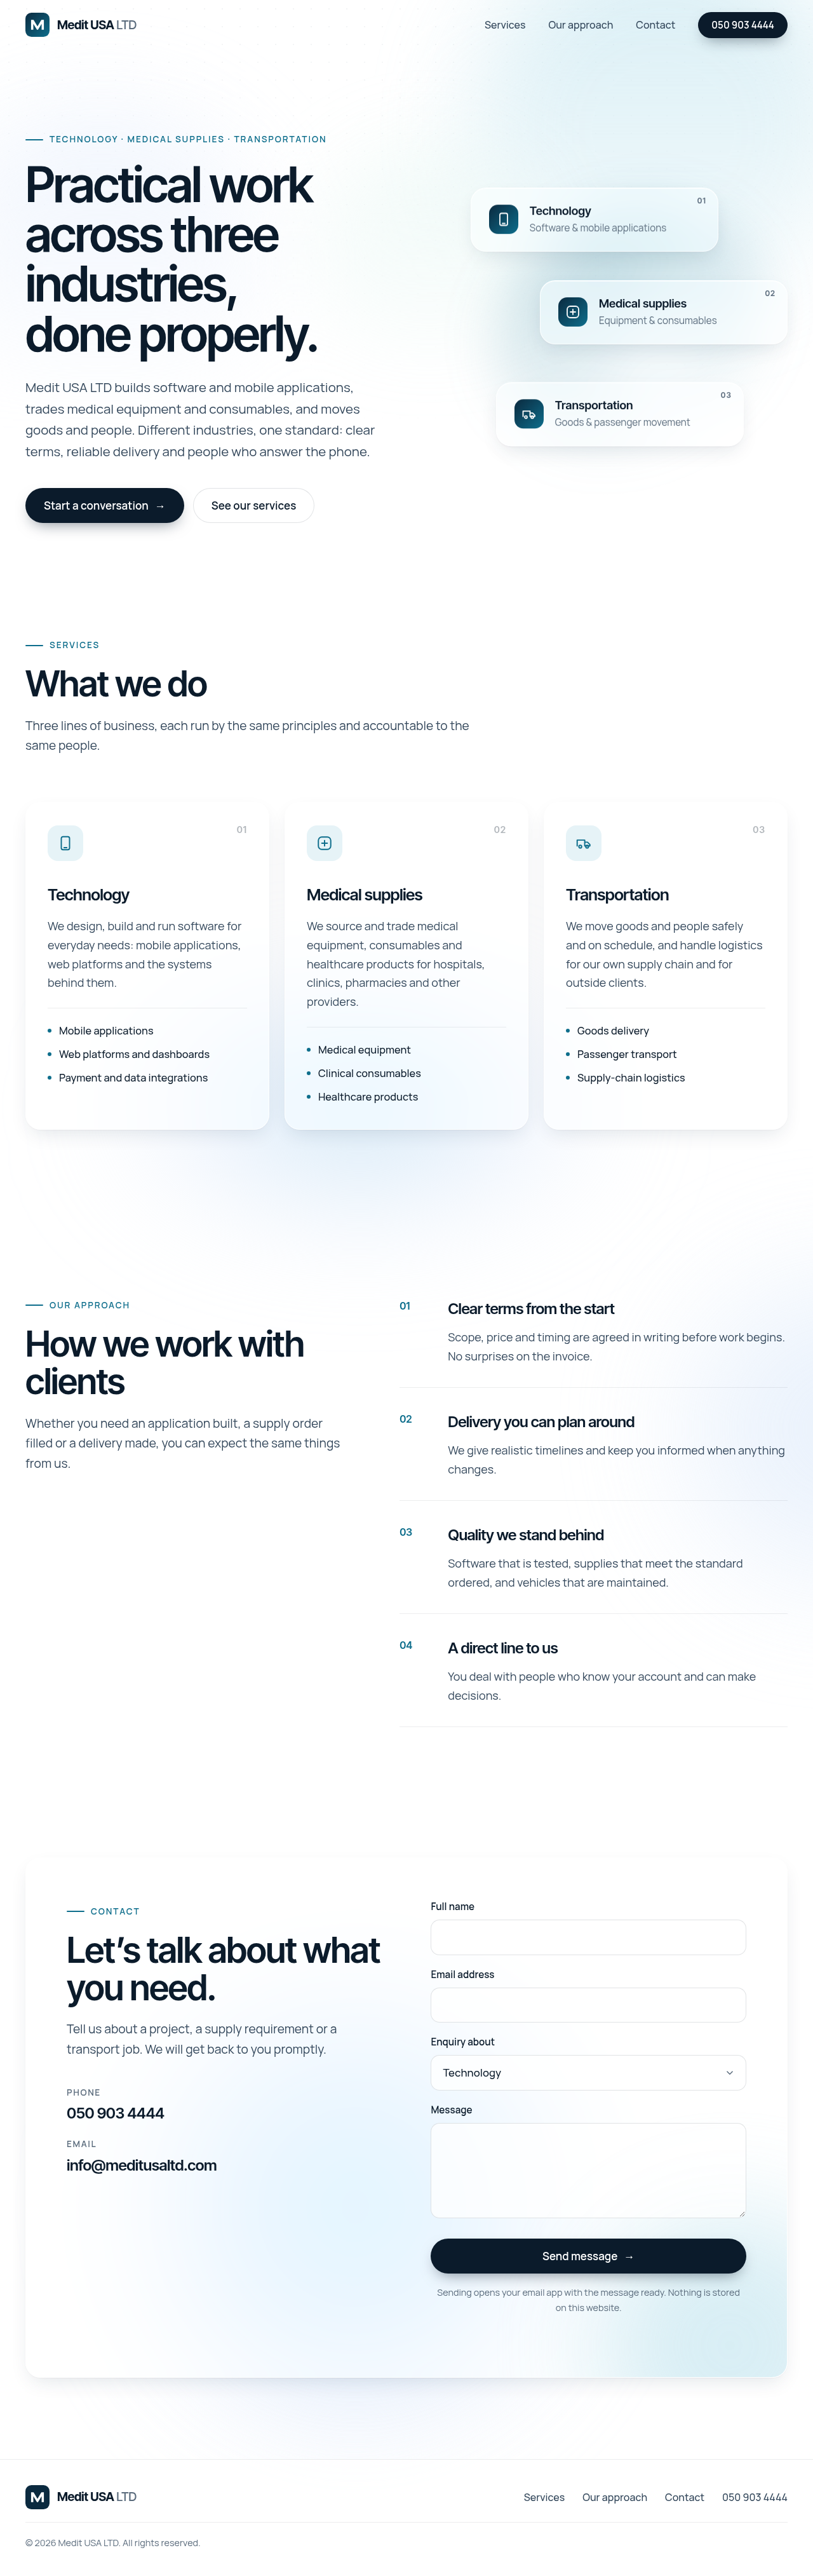 Medit USA LTD
Services
Our approach
Contact
050 903 4444
TECHNOLOGY · MEDICAL SUPPLIES · TRANSPORTATION
Practical work
across three
industries,
done properly.
Medit USA LTD builds software and mobile applications,
trades medical equipment and consumables, and moves
goods and people. Different industries, one standard: clear
terms, reliable delivery and people who answer the phone.
Start a conversation →
See our services
01
Technology
Software & mobile applications
02
Medical supplies
Equipment & consumables
03
Transportation
Goods & passenger movement
SERVICES
What we do
Three lines of business, each run by the same principles and accountable to the
same people.
01
Technology
We design, build and run software for
everyday needs: mobile applications,
web platforms and the systems
behind them.
Mobile applications
Web platforms and dashboards
Payment and data integrations
02
Medical supplies
We source and trade medical
equipment, consumables and
healthcare products for hospitals,
clinics, pharmacies and other
providers.
Medical equipment
Clinical consumables
Healthcare products
03
Transportation
We move goods and people safely
and on schedule, and handle logistics
for our own supply chain and for
outside clients.
Goods delivery
Passenger transport
Supply-chain logistics
OUR APPROACH
How we work with
clients
Whether you need an application built, a supply order
filled or a delivery made, you can expect the same things
from us.
01
Clear terms from the start
Scope, price and timing are agreed in writing before work begins.
No surprises on the invoice.
02
Delivery you can plan around
We give realistic timelines and keep you informed when anything
changes.
03
Quality we stand behind
Software that is tested, supplies that meet the standard
ordered, and vehicles that are maintained.
04
A direct line to us
You deal with people who know your account and can make
decisions.
CONTACT
Let’s talk about what
you need.
Tell us about a project, a supply requirement or a
transport job. We will get back to you promptly.
PHONE
050 903 4444
EMAIL
info@meditusaltd.com
Full name
Email address
Enquiry about
Technology
Message
Send message →
Sending opens your email app with the message ready. Nothing is stored
on this website.
Medit USA LTD
Services
Our approach
Contact
050 903 4444
© 2026 Medit USA LTD. All rights reserved.